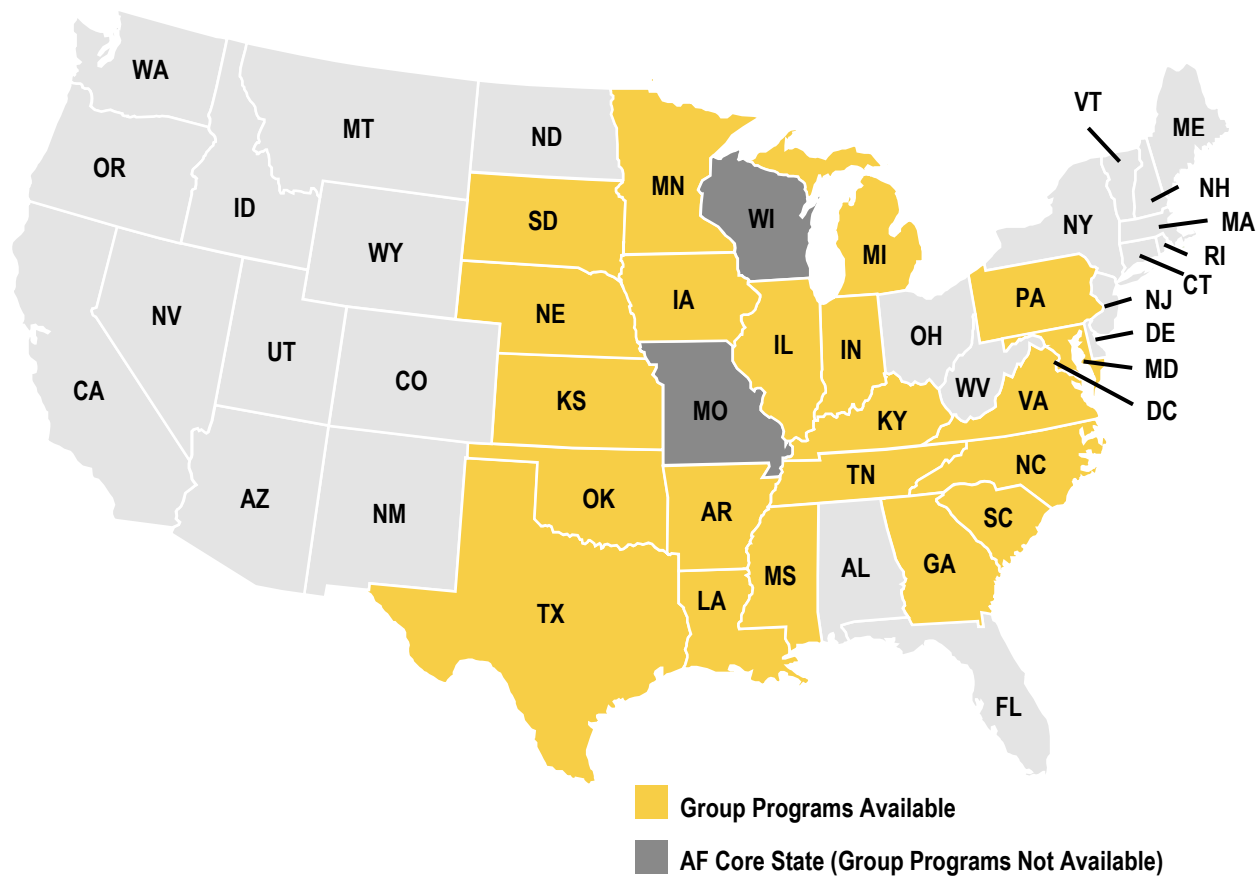 WA
MT
ND
MN
VT
ME
OR
ID
WY
SD
WI
MI
NY
NH
MA
RI
CT
NV
UT
CO
NE
IA
IL
IN
OH
PA
NJ
DE
MD
DC
CA
KS
MO
KY
WV
VA
AZ
NM
OK
AR
TN
NC
SC
TX
LA
MS
AL
GA
FL
Group Programs Available
AF Core State (Group Programs Not Available)